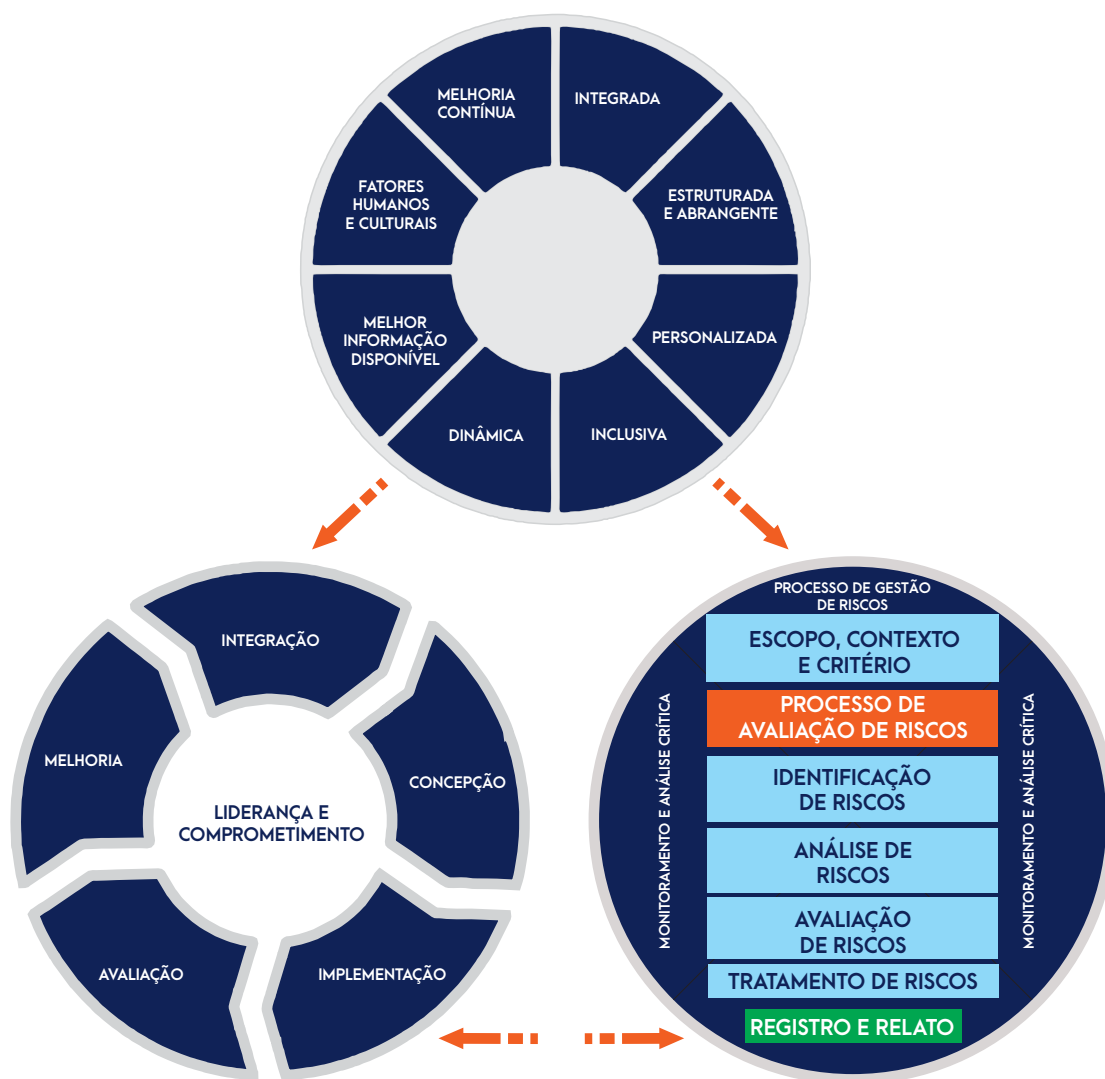 MELHORIA
CONTÍNUA
INTEGRADA
FATORES
HUMANOS
E CULTURAIS
ESTRUTURADA
E ABRANGENTE
MELHOR
INFORMAÇÃO
DISPONÍVEL
PERSONALIZADA
DINÂMICA
INCLUSIVA
INTEGRAÇÃO
MELHORIA
CONCEPÇÃO
LIDERANÇA E
COMPROMETIMENTO
AVALIAÇÃO
IMPLEMENTAÇÃO
PROCESSO DE GESTÃO
DE RISCOS
ESCOPO, CONTEXTO
E CRITÉRIO
PROCESSO DE
AVALIAÇÃO DE RISCOS
IDENTIFICAÇÃO
DE RISCOS
ANÁLISE DE
RISCOS
AVALIAÇÃO
DE RISCOS
TRATAMENTO DE RISCOS
REGISTRO E RELATO
MONITORAMENTO E ANÁLISE CRÍTICA
MONITORAMENTO E ANÁLISE CRÍTICA